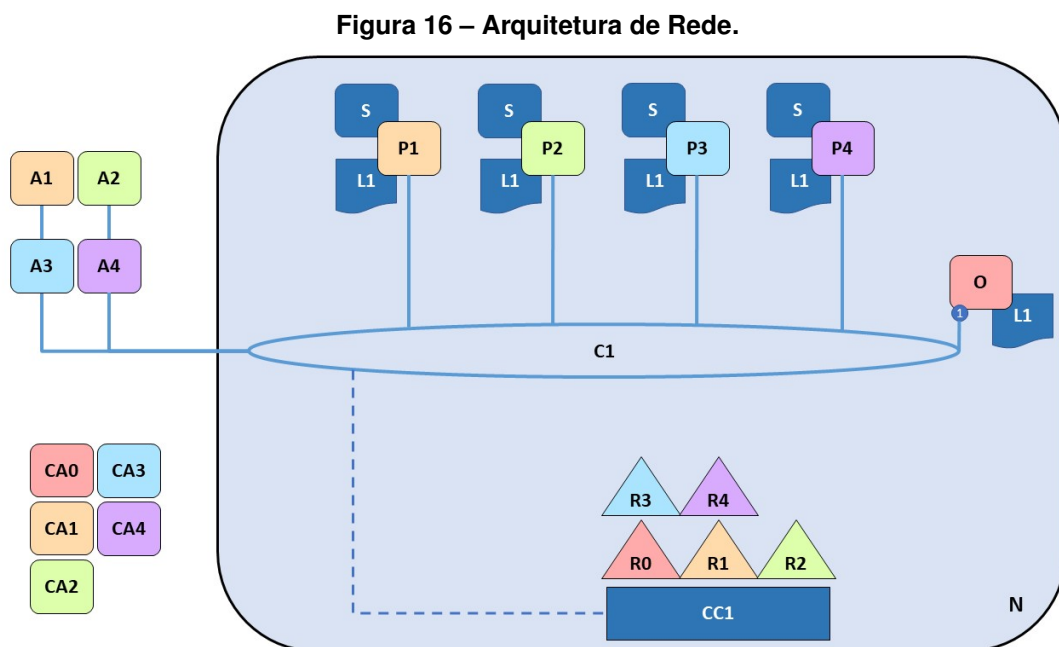 Figura 16 – Arquitetura de Rede.
S
S
S
S
P1
P2
P3
P4
L1
L1
L1
L1
A1
A2
A3
A4
O
1
L1
C1
CA0
CA3
CA1
CA4
CA2
R3
R4
R0
R1
R2
CC1
N